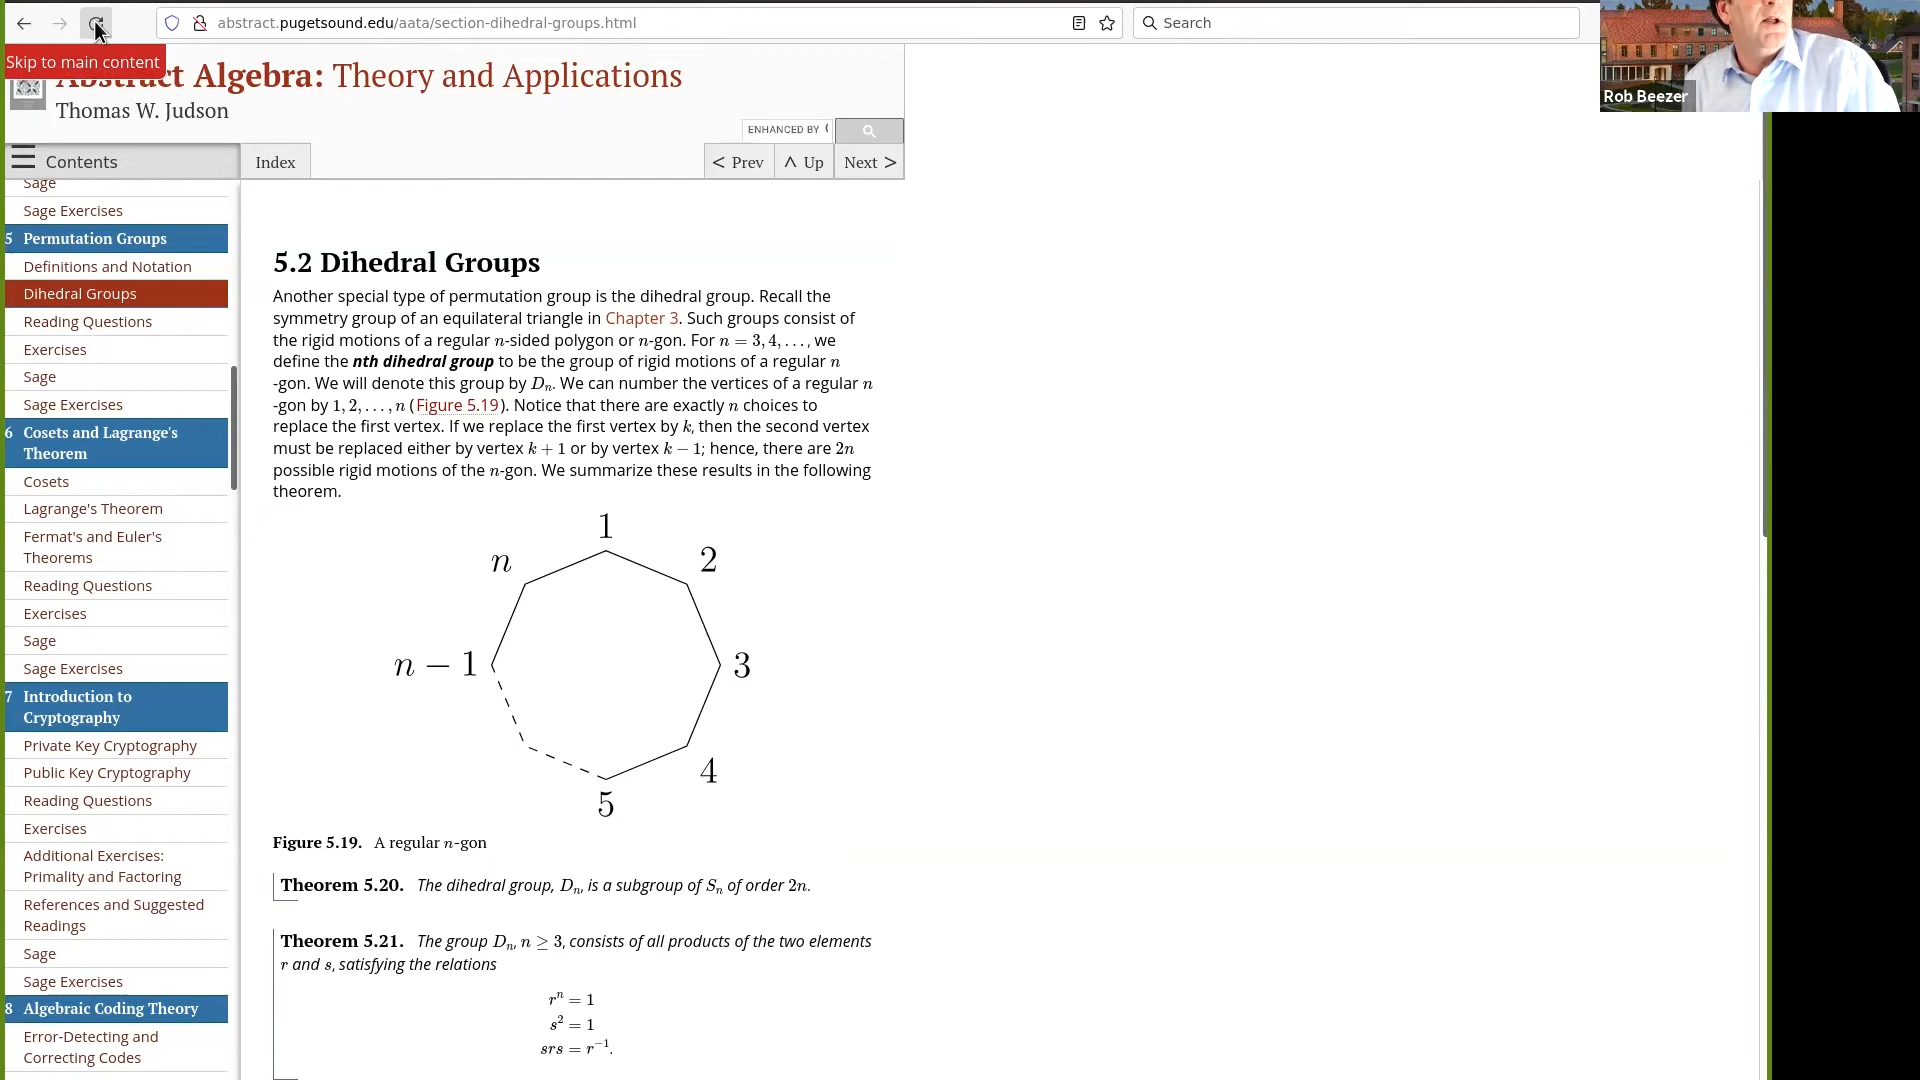 abstract.pugetsound.edu/aata/section-dihedral-groups.html
Search
Rob Beezer
Skip to main content
Abstract Algebra: Theory and Applications
Thomas W. Judson
ENHANCED BY
Contents
Index
< Prev
^ Up
Next >
Sage
Sage Exercises
5 Permutation Groups
Definitions and Notation
Dihedral Groups
Reading Questions
Exercises
Sage
Sage Exercises
6 Cosets and Lagrange's
Theorem
Cosets
Lagrange's Theorem
Fermat's and Euler's
Theorems
Reading Questions
Exercises
Sage
Sage Exercises
7 Introduction to
Cryptography
Private Key Cryptography
Public Key Cryptography
Reading Questions
Exercises
Additional Exercises:
Primality and Factoring
References and Suggested
Readings
Sage
Sage Exercises
8 Algebraic Coding Theory
Error-Detecting and
Correcting Codes
5.2 Dihedral Groups
Another special type of permutation group is the dihedral group. Recall the
symmetry group of an equilateral triangle in Chapter 3. Such groups consist of
the rigid motions of a regular n-sided polygon or n-gon. For n = 3, 4, …, we
define the nth dihedral group to be the group of rigid motions of a regular n
-gon. We will denote this group by Dₙ. We can number the vertices of a regular n
-gon by 1, 2, …, n (Figure 5.19). Notice that there are exactly n choices to
replace the first vertex. If we replace the first vertex by k, then the second vertex
must be replaced either by vertex k + 1 or by vertex k − 1; hence, there are 2n
possible rigid motions of the n-gon. We summarize these results in the following
theorem.
1
n
2
n − 1
3
4
5
Figure 5.19. A regular n-gon
Theorem 5.20. The dihedral group, Dₙ, is a subgroup of Sₙ of order 2n.
Theorem 5.21. The group Dₙ, n ≥ 3, consists of all products of the two elements
r and s, satisfying the relations
rⁿ = 1
s² = 1
srs = r⁻¹.